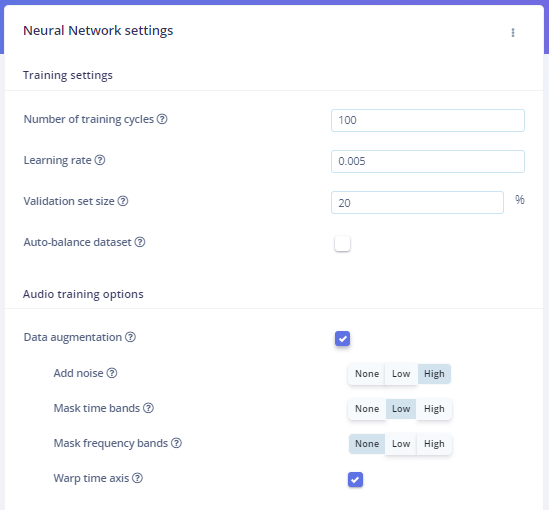 Neural Network settings
Training settings
Number of training cycles ?
100
Learning rate ?
0.005
Validation set size ?
20
%
Auto-balance dataset ?
Audio training options
Data augmentation ?
Add noise ?
None Low High
Mask time bands ?
None Low High
Mask frequency bands ?
None Low High
Warp time axis ?